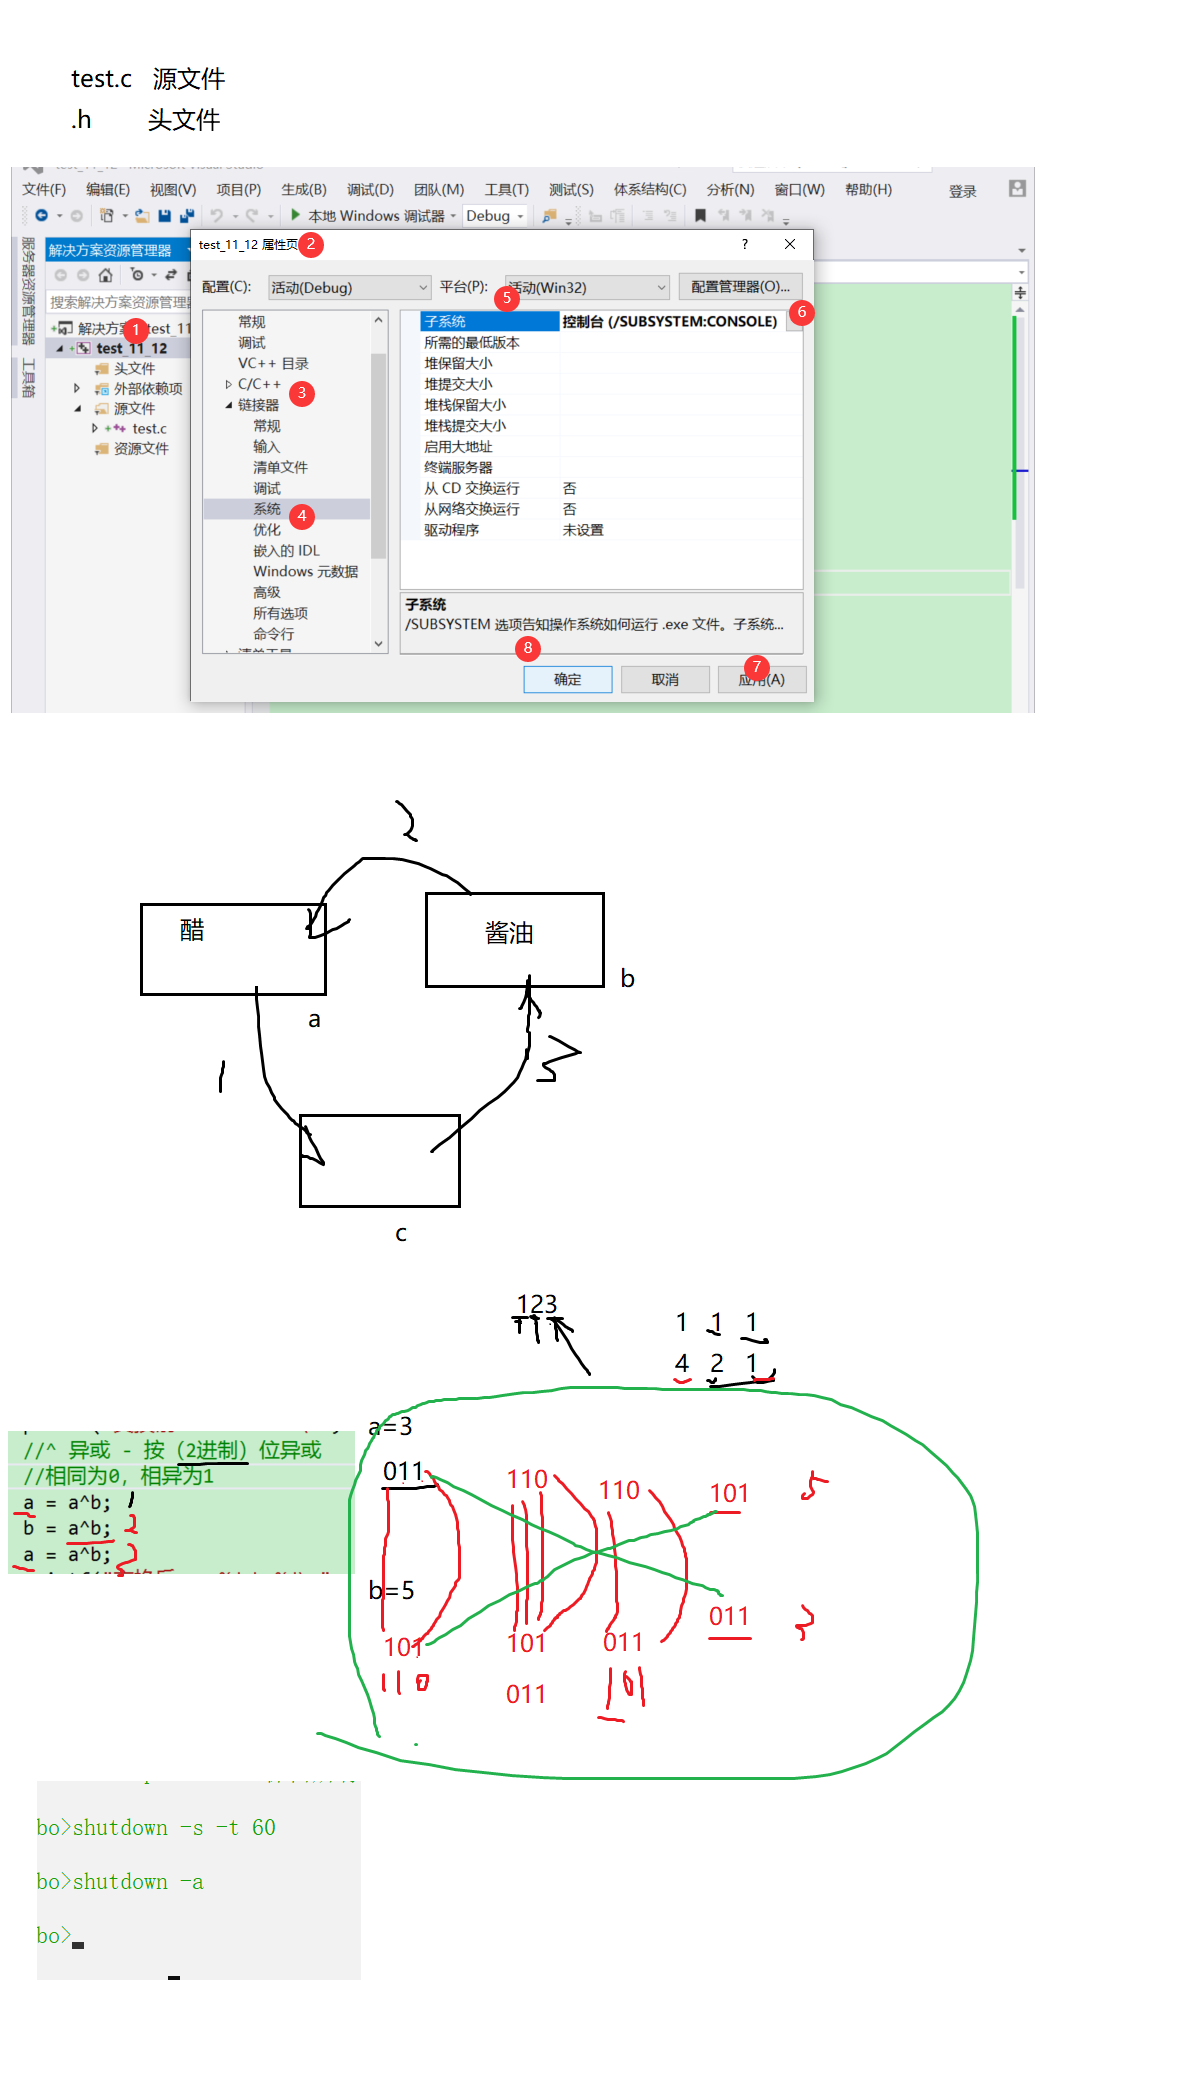 test.c 源文件
.h 头文件
文件(F) 编辑(E) 视图(V) 项目(P) 生成(B) 调试(D) 团队(M) 工具(T) 测试(S) 体系结构(C) 分析(N) 窗口(W) 帮助(H) 登录
本地 Windows 调试器 Debug
服务器资源管理器
工具箱
解决方案资源管理器
搜索解决方案资源管理
解决方 1 test_11
test_11_12
头文件
外部依赖项
源文件
test.c
资源文件
test_11_12 属性页 2 ?
配置(C): 活动(Debug) 平台(P): 活动(Win32) 配置管理器(O)...
5 6
常规
调试
VC++ 目录
C/C++
链接器 3
常规
输入
清单文件
调试
系统 4
优化
嵌入的 IDL
Windows 元数据
高级
所有选项
命令行
子系统 控制台 (/SUBSYSTEM:CONSOLE)
所需的最低版本
堆保留大小
堆提交大小
堆栈保留大小
堆栈提交大小
启用大地址
终端服务器
从 CD 交换运行 否
从网络交换运行 否
驱动程序 未设置
子系统
/SUBSYSTEM 选项告知操作系统如何运行 .exe 文件。子系统...
8 7
确定 取消 应用(A)
2
醋 酱油
b
a
1 3
c
123 1 1 1
4 2 1
a=3
//^ 异或 - 按（2进制）位异或
//相同为0，相异为1
a = a^b; 1
b = a^b; 2
a = a^b; 3
011 110 110 101 5
b=5
101 101 011 011 3
110 011 101
bo>shutdown -s -t 60
bo>shutdown -a
bo>